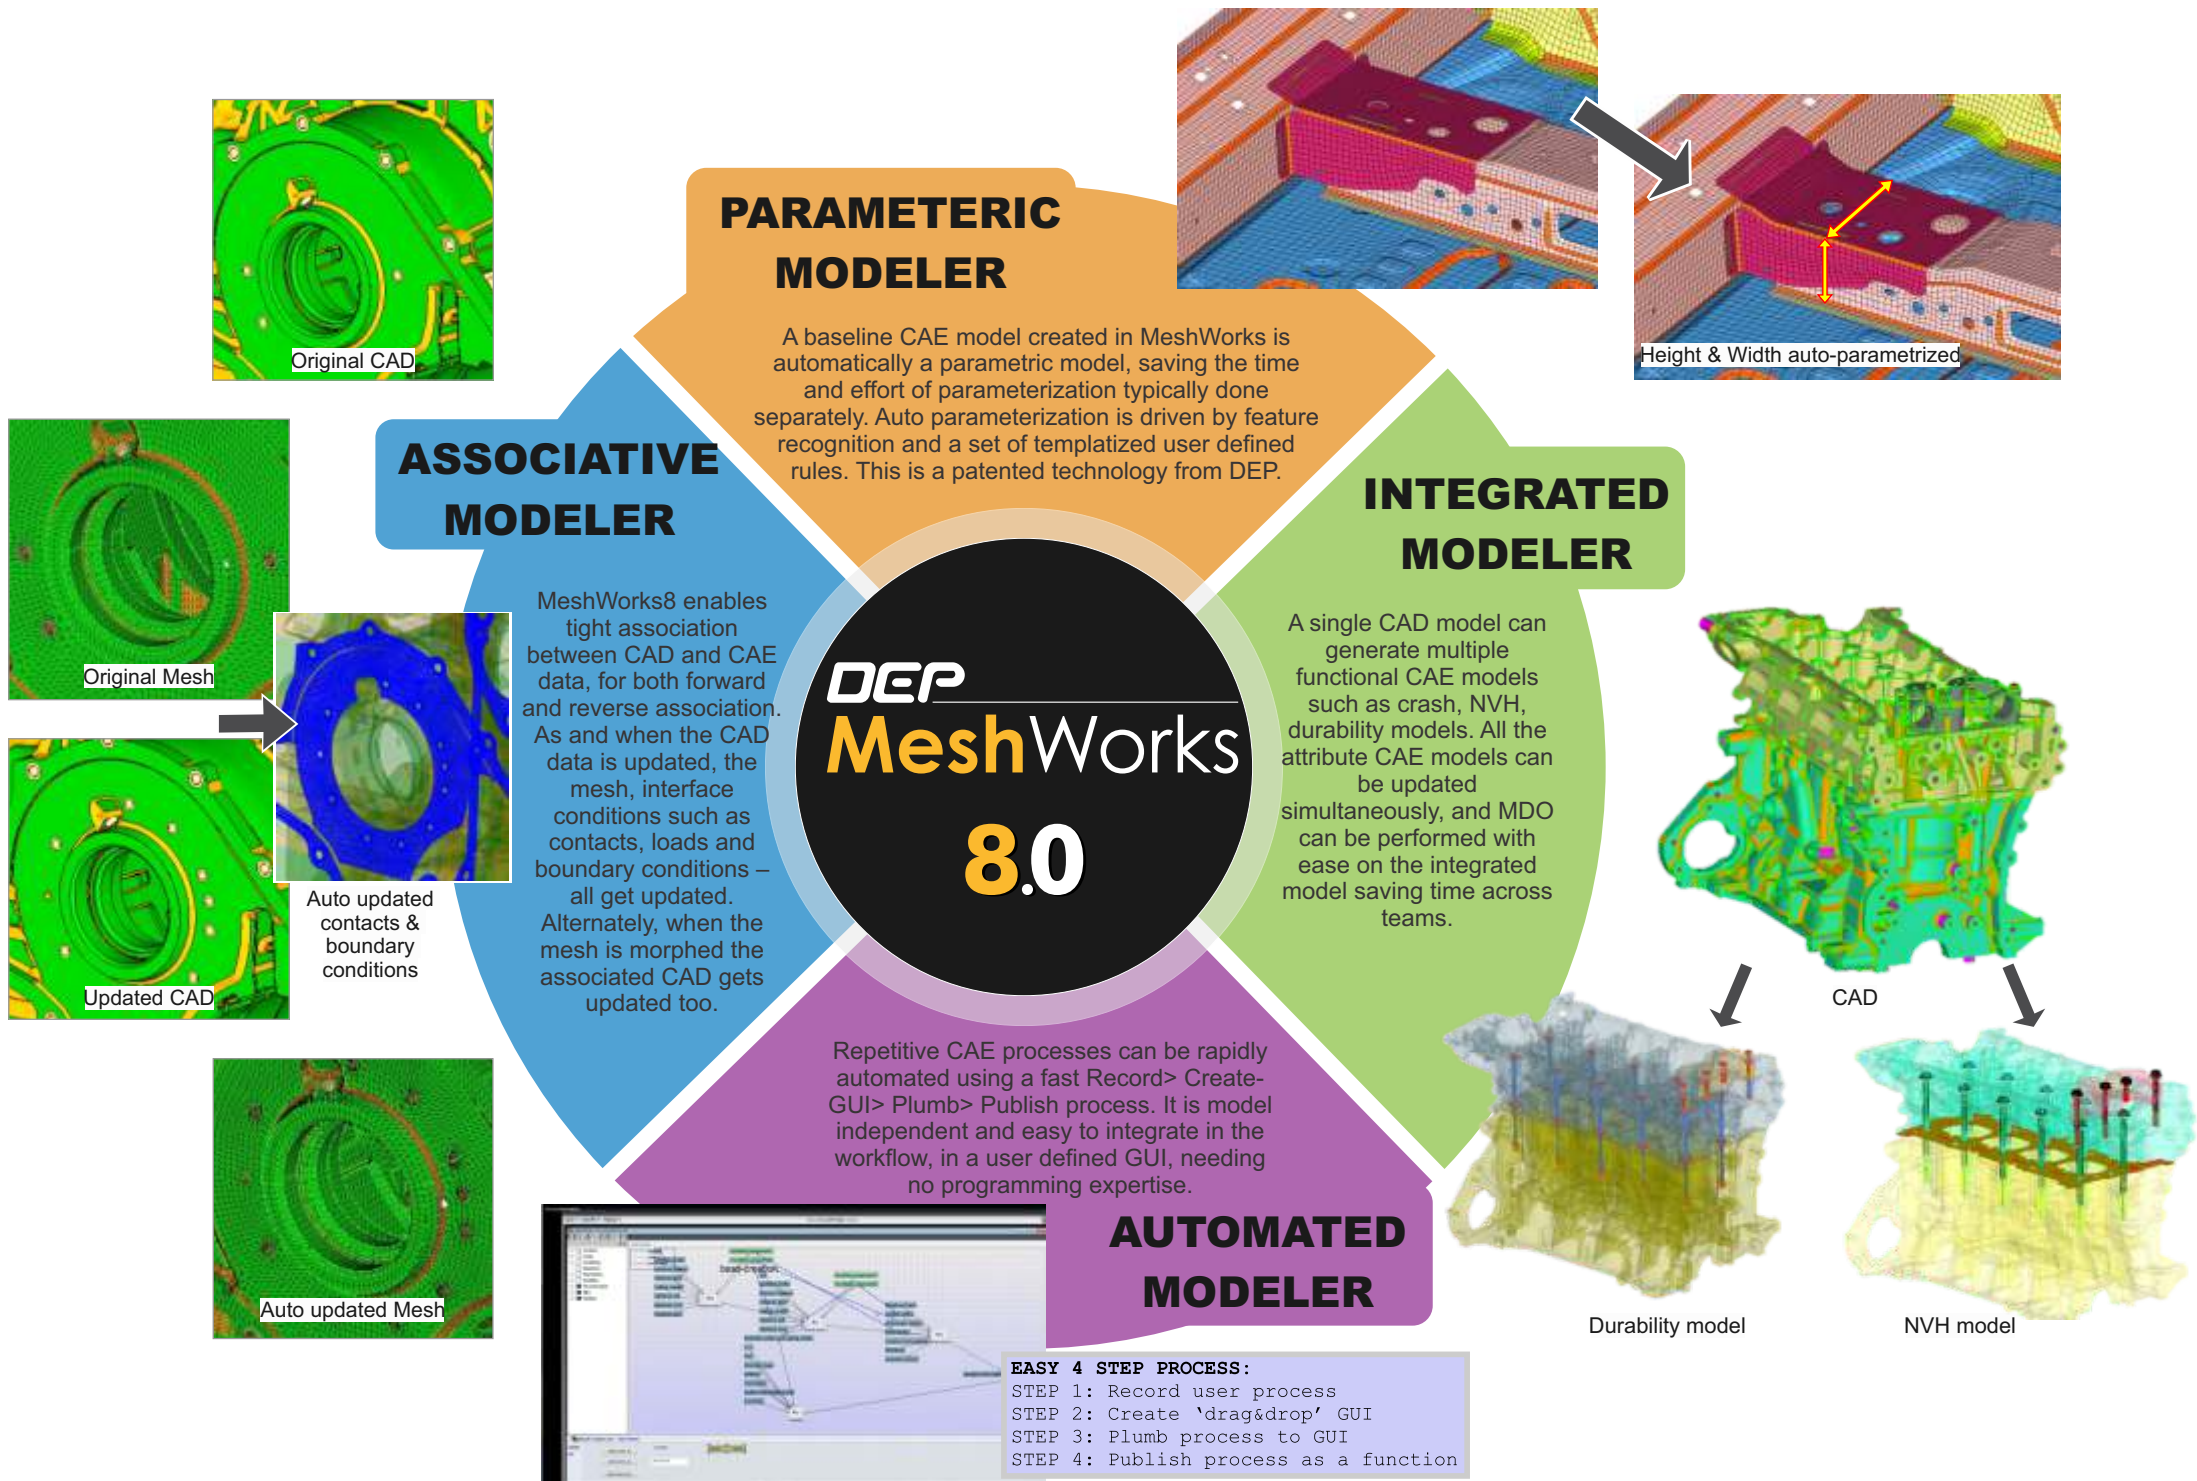 PARAMETERIC
MODELER
A baseline CAE model created in MeshWorks is
automatically a parametric model, saving the time
and effort of parameterization typically done
separately. Auto parameterization is driven by feature
recognition and a set of templatized user defined
rules. This is a patented technology from DEP.
Height & Width auto-parametrized
Original CAD
ASSOCIATIVE
MODELER
MeshWorks8 enables
tight association
between CAD and CAE
data, for both forward
and reverse association.
As and when the CAD
data is updated, the
mesh, interface
conditions such as
contacts, loads and
boundary conditions –
all get updated.
Alternately, when the
mesh is morphed the
associated CAD gets
updated too.
Original Mesh
Updated CAD
Auto updated
contacts &
boundary
conditions
Auto updated Mesh
DEP
MeshWorks
8.0
INTEGRATED
MODELER
A single CAD model can
generate multiple
functional CAE models
such as crash, NVH,
durability models. All the
attribute CAE models can
be updated
simultaneously, and MDO
can be performed with
ease on the integrated
model saving time across
teams.
CAD
Durability model
NVH model
Repetitive CAE processes can be rapidly
automated using a fast Record> Create-
GUI> Plumb> Publish process. It is model
independent and easy to integrate in the
workflow, in a user defined GUI, needing
no programming expertise.
AUTOMATED
MODELER
bead-creation
EASY 4 STEP PROCESS:
STEP 1: Record user process
STEP 2: Create ‘drag&drop’ GUI
STEP 3: Plumb process to GUI
STEP 4: Publish process as a function